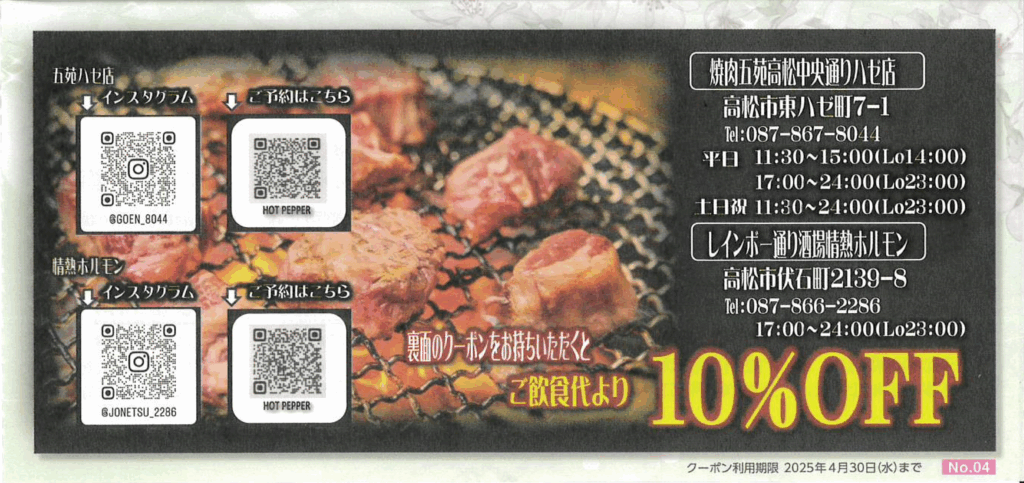 五苑ハゼ店
インスタグラム
ご予約はこちら
@GOEN_8044
HOT PEPPER
情熱ホルモン
インスタグラム
ご予約はこちら
@JONETSU_2286
HOT PEPPER
焼肉五苑高松中央通りハゼ店
高松市東ハゼ町7-1
Tel:087-867-8044
平日 11:30~15:00(Lo14:00)
17:00~24:00(Lo23:00)
土日祝 11:30~24:00(Lo23:00)
レインボー通り酒場情熱ホルモン
高松市伏石町2139-8
Tel:087-866-2286
17:00~24:00(Lo23:00)
裏面のクーポンをお持ちいただくと
ご飲食代より
10%OFF
クーポン利用期限 2025年4月30日(水)まで
No.04